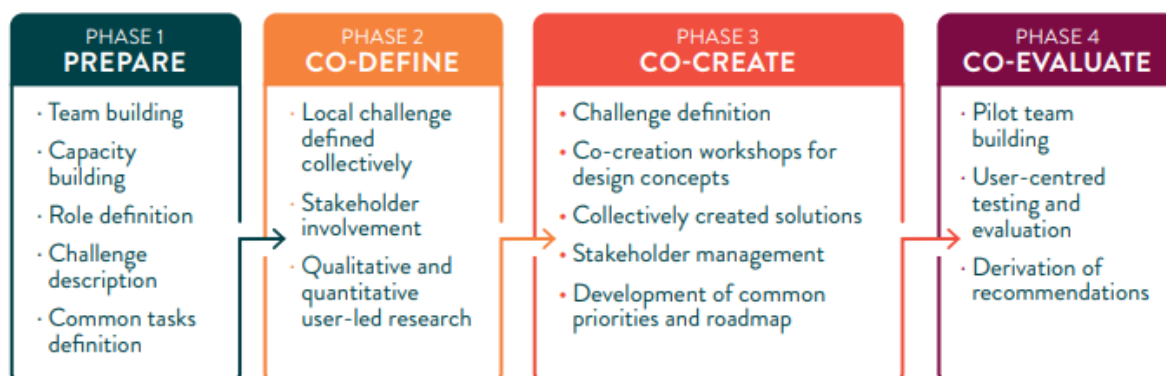 PHASE 1
PREPARE
· Team building
· Capacity
building
· Role definition
· Challenge
description
· Common tasks
definition
PHASE 2
CO-DEFINE
· Local challenge
defined
collectively
· Stakeholder
involvement
· Qualitative and
quantitative
user-led research
PHASE 3
CO-CREATE
• Challenge definition
• Co-creation workshops for
design concepts
• Collectively created solutions
• Stakeholder management
• Development of common
priorities and roadmap
PHASE 4
CO-EVALUATE
· Pilot team
building
· User-centred
testing and
evaluation
· Derivation of
recommendations